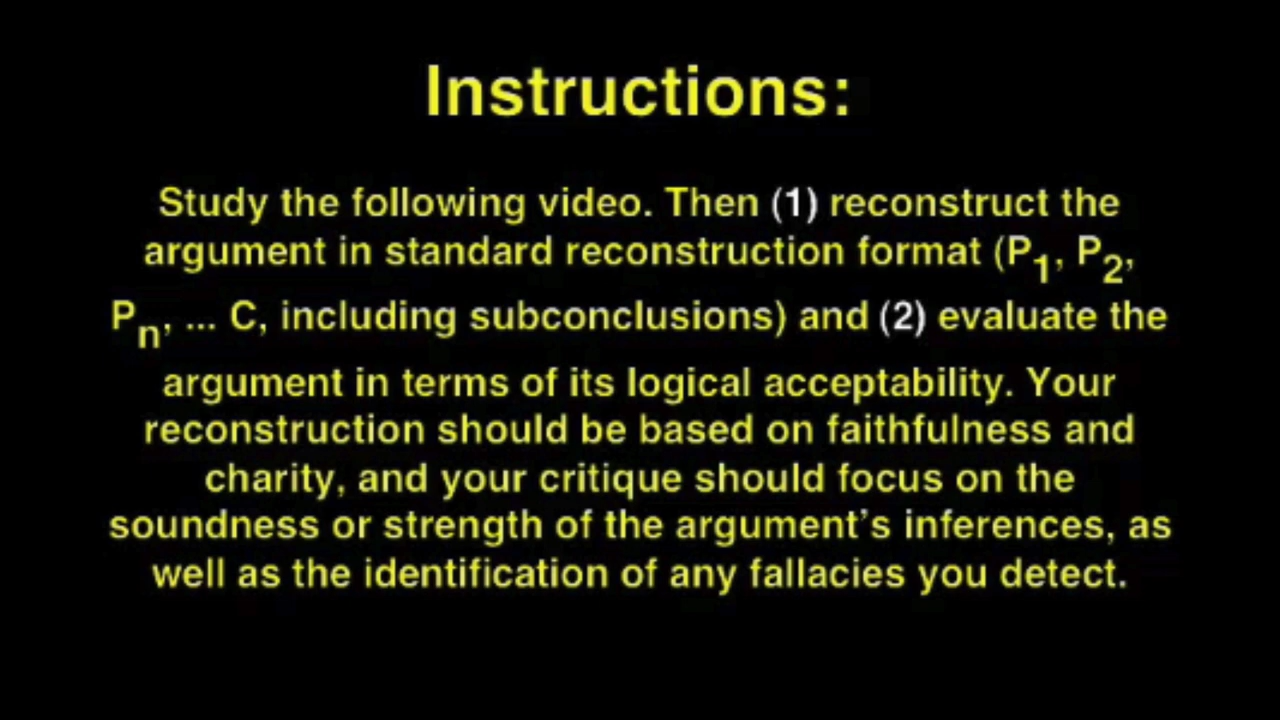 Instructions:
Study the following video. Then (1) reconstruct the
argument in standard reconstruction format (P1, P2,
Pn, ... C, including subconclusions) and (2) evaluate the
argument in terms of its logical acceptability. Your
reconstruction should be based on faithfulness and
charity, and your critique should focus on the
soundness or strength of the argument’s inferences, as
well as the identification of any fallacies you detect.